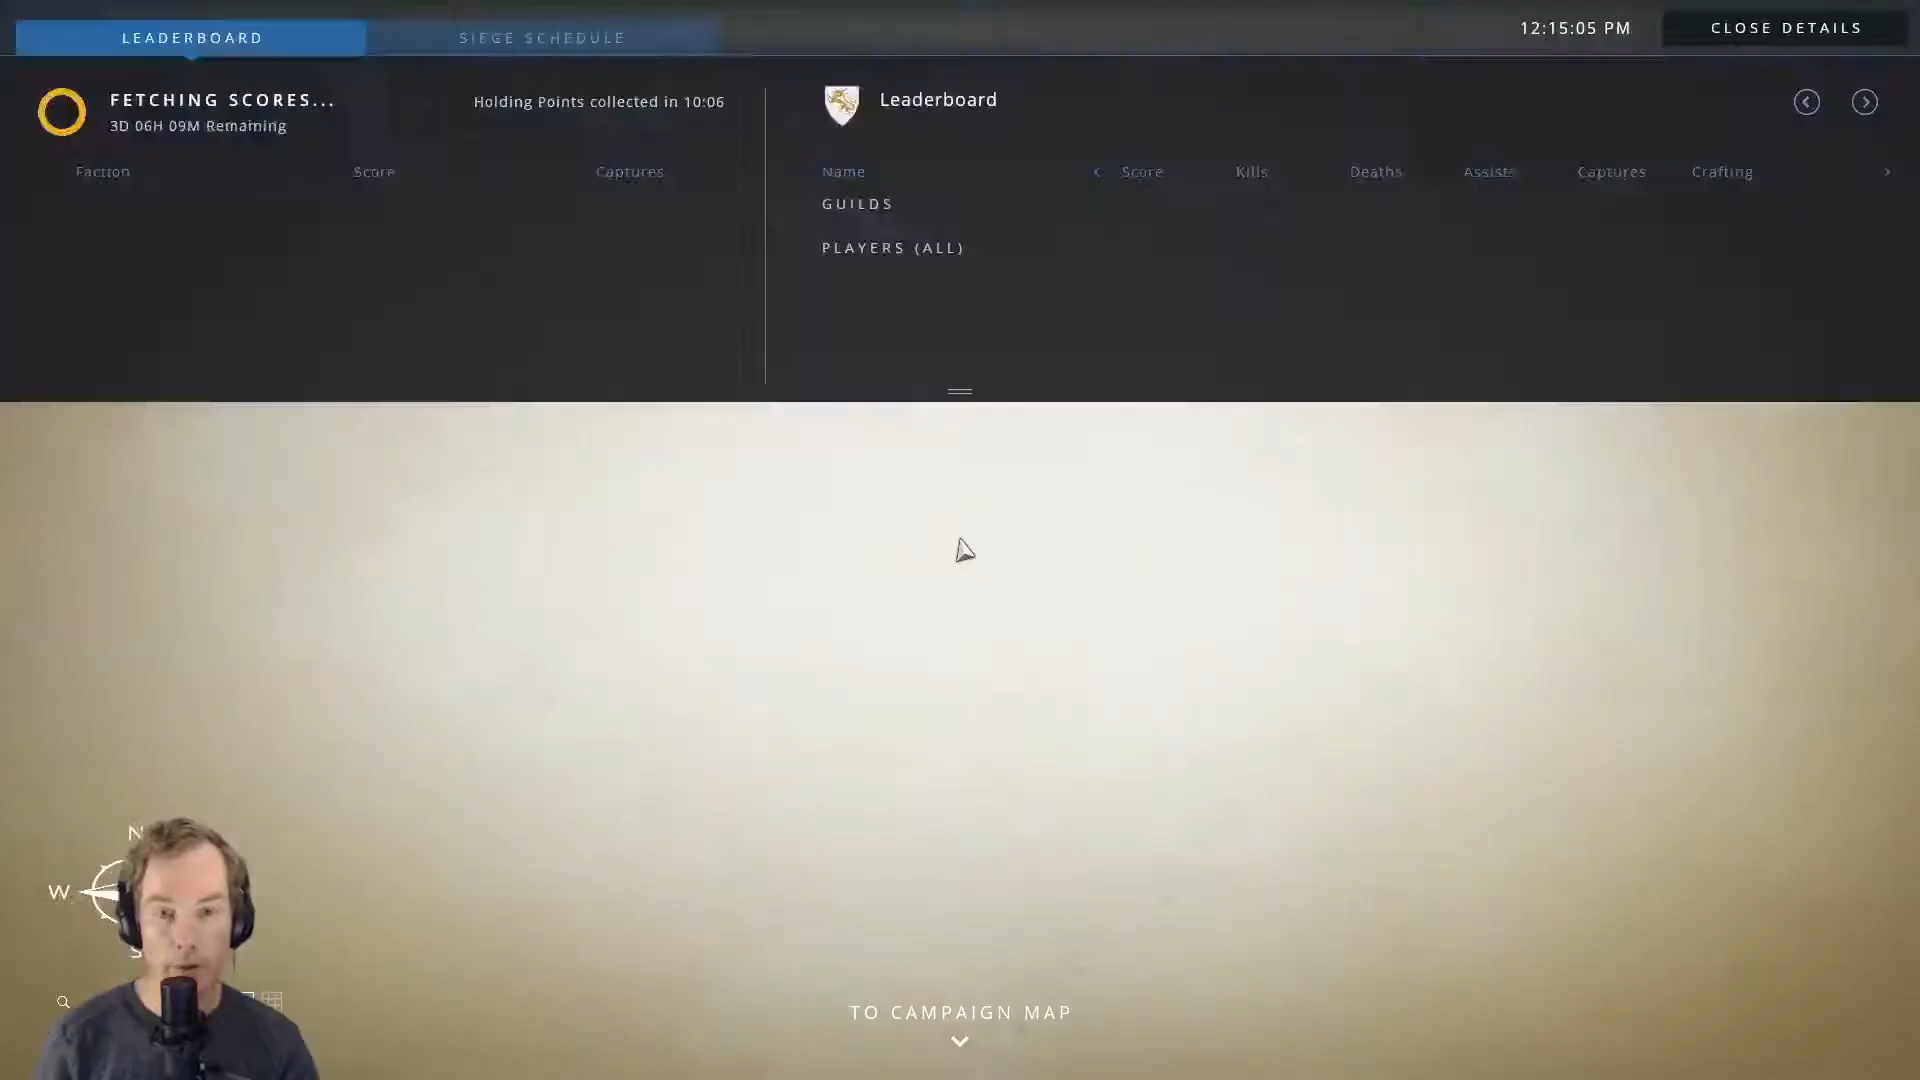 LEADERBOARD
SIEGE SCHEDULE
12:15:05 PM
CLOSE DETAILS
FETCHING SCORES...
3D 06H 09M Remaining
Holding Points collected in 10:06
Leaderboard
Faction Score Captures
Name Score Kills Deaths Assists Captures Crafting
GUILDS
PLAYERS (ALL)
N
W
S
TO CAMPAIGN MAP